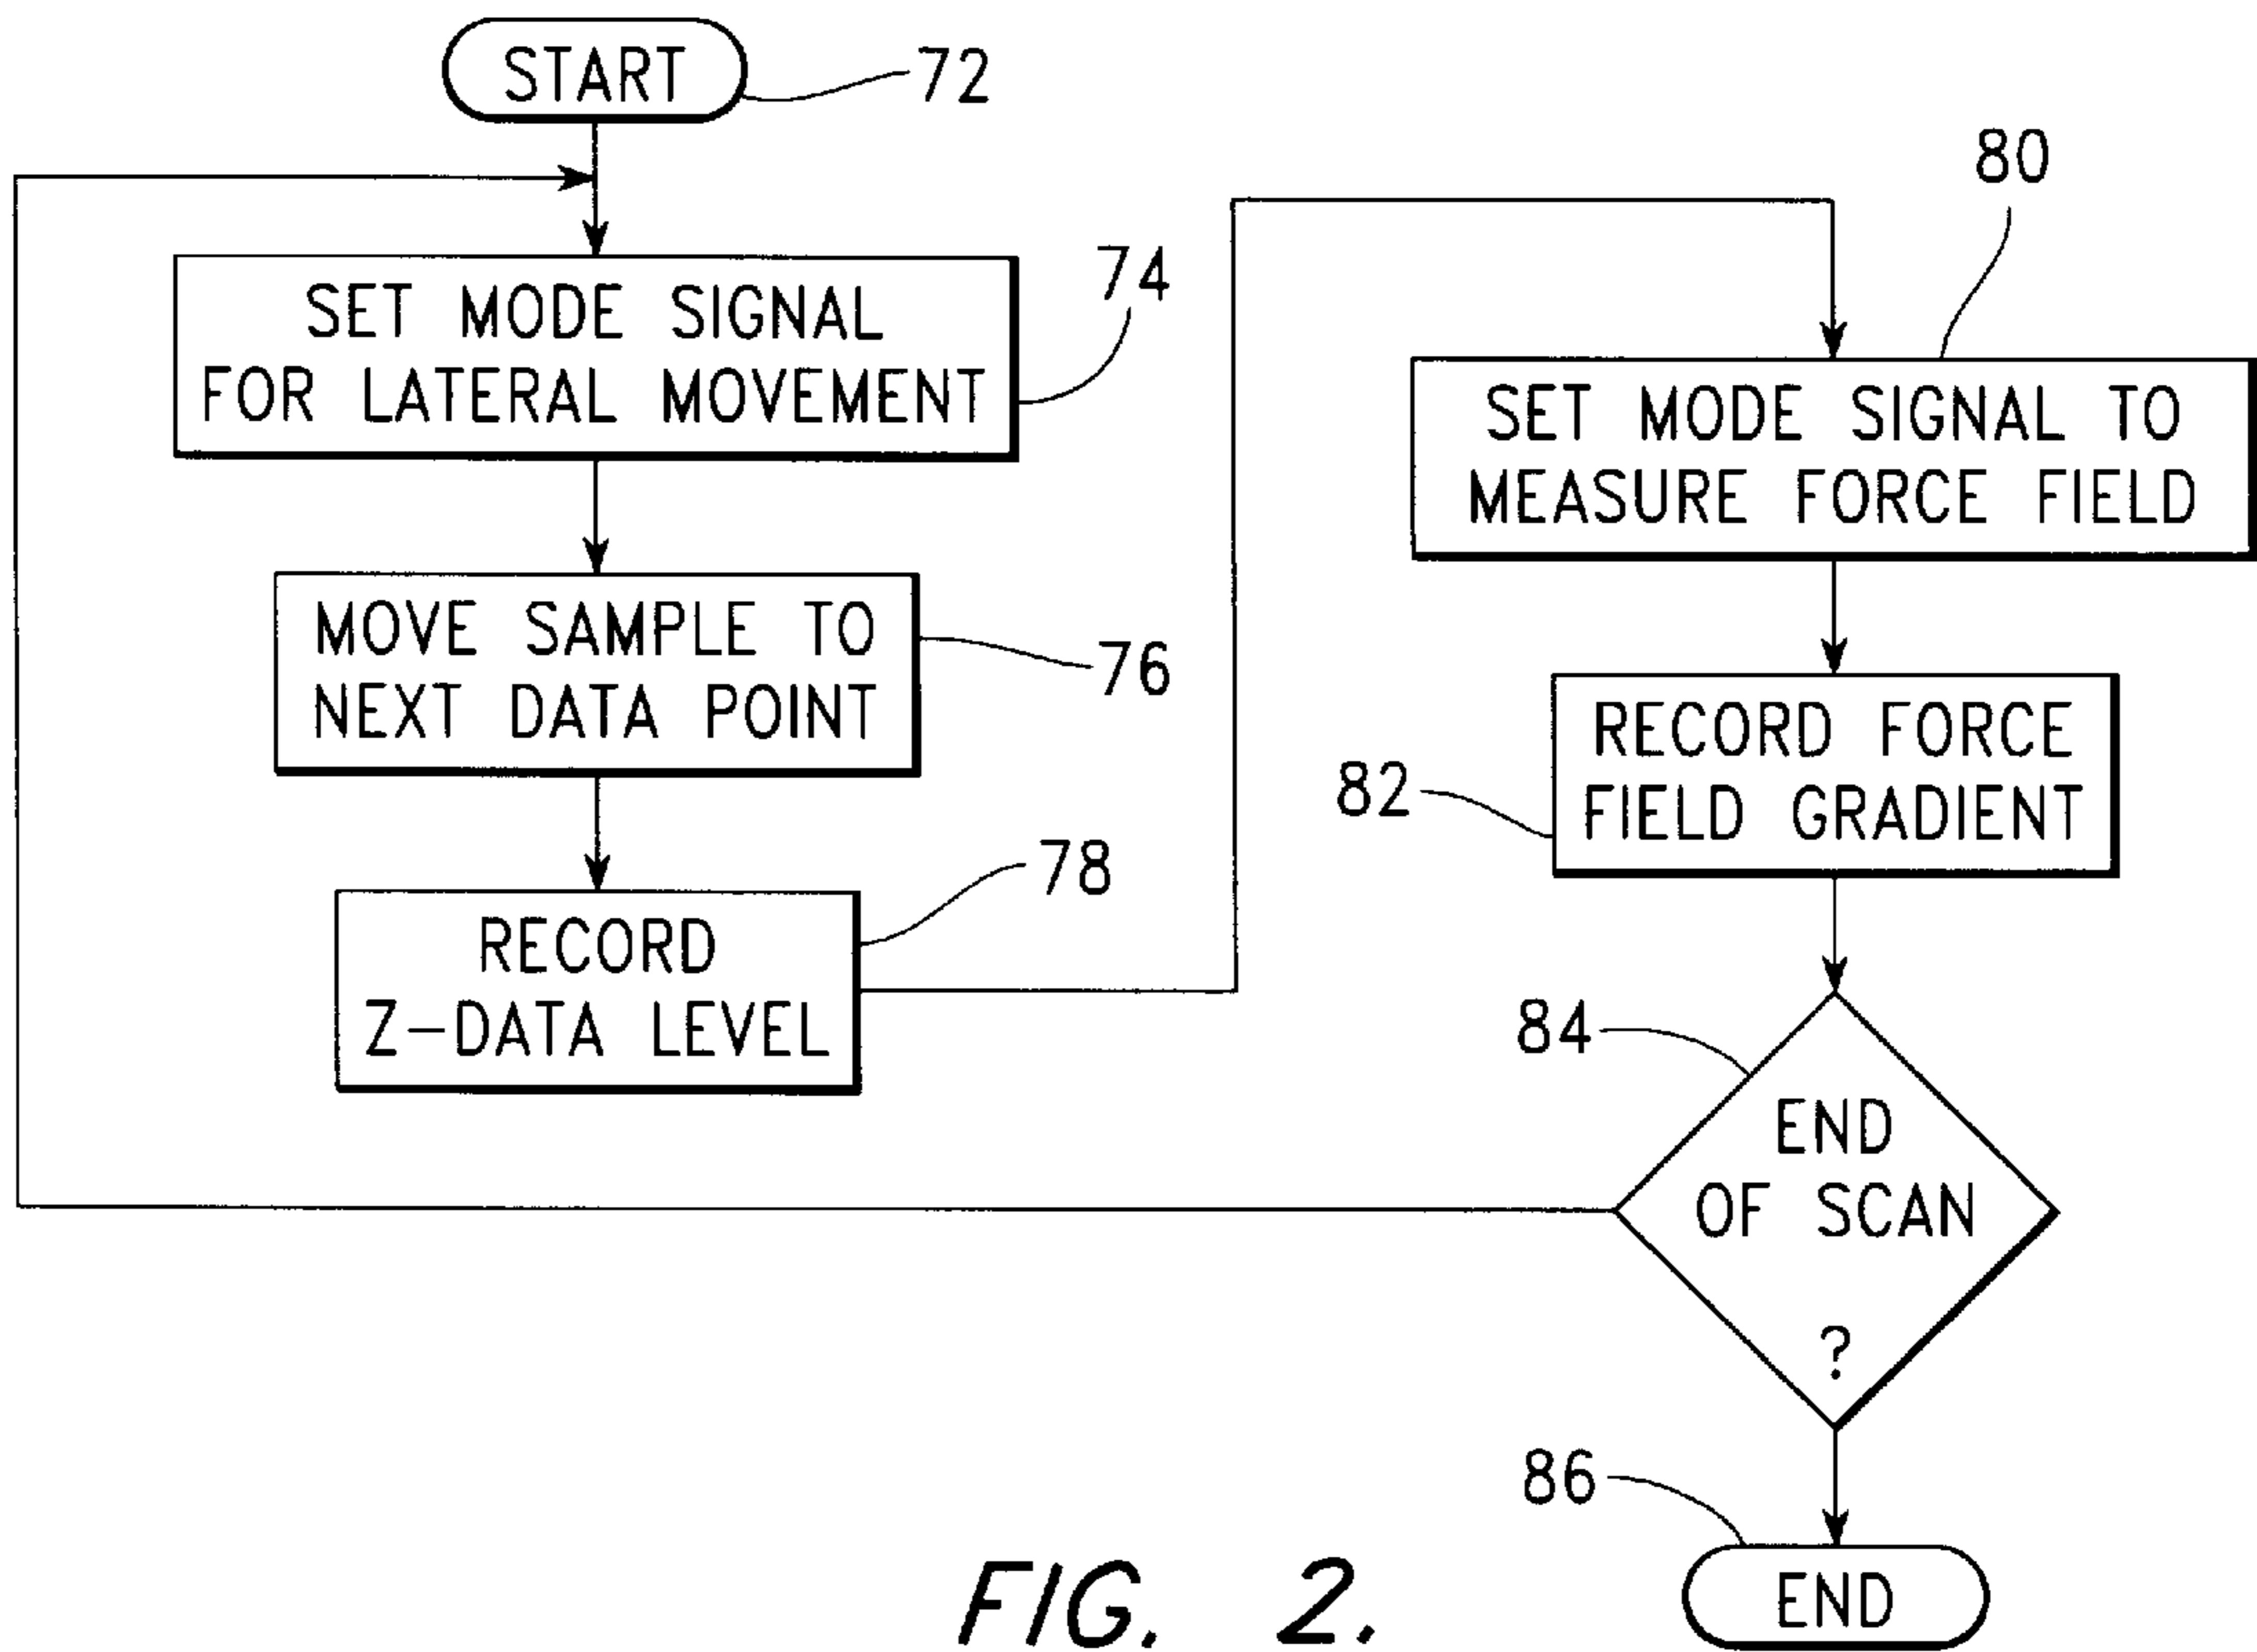 START
72
SET MODE SIGNAL
FOR LATERAL MOVEMENT
74
MOVE SAMPLE TO
NEXT DATA POINT
76
RECORD
Z-DATA LEVEL
78
80
SET MODE SIGNAL TO
MEASURE FORCE FIELD
RECORD FORCE
FIELD GRADIENT
82
84
END
OF SCAN
?
86
END
FIG. 2.